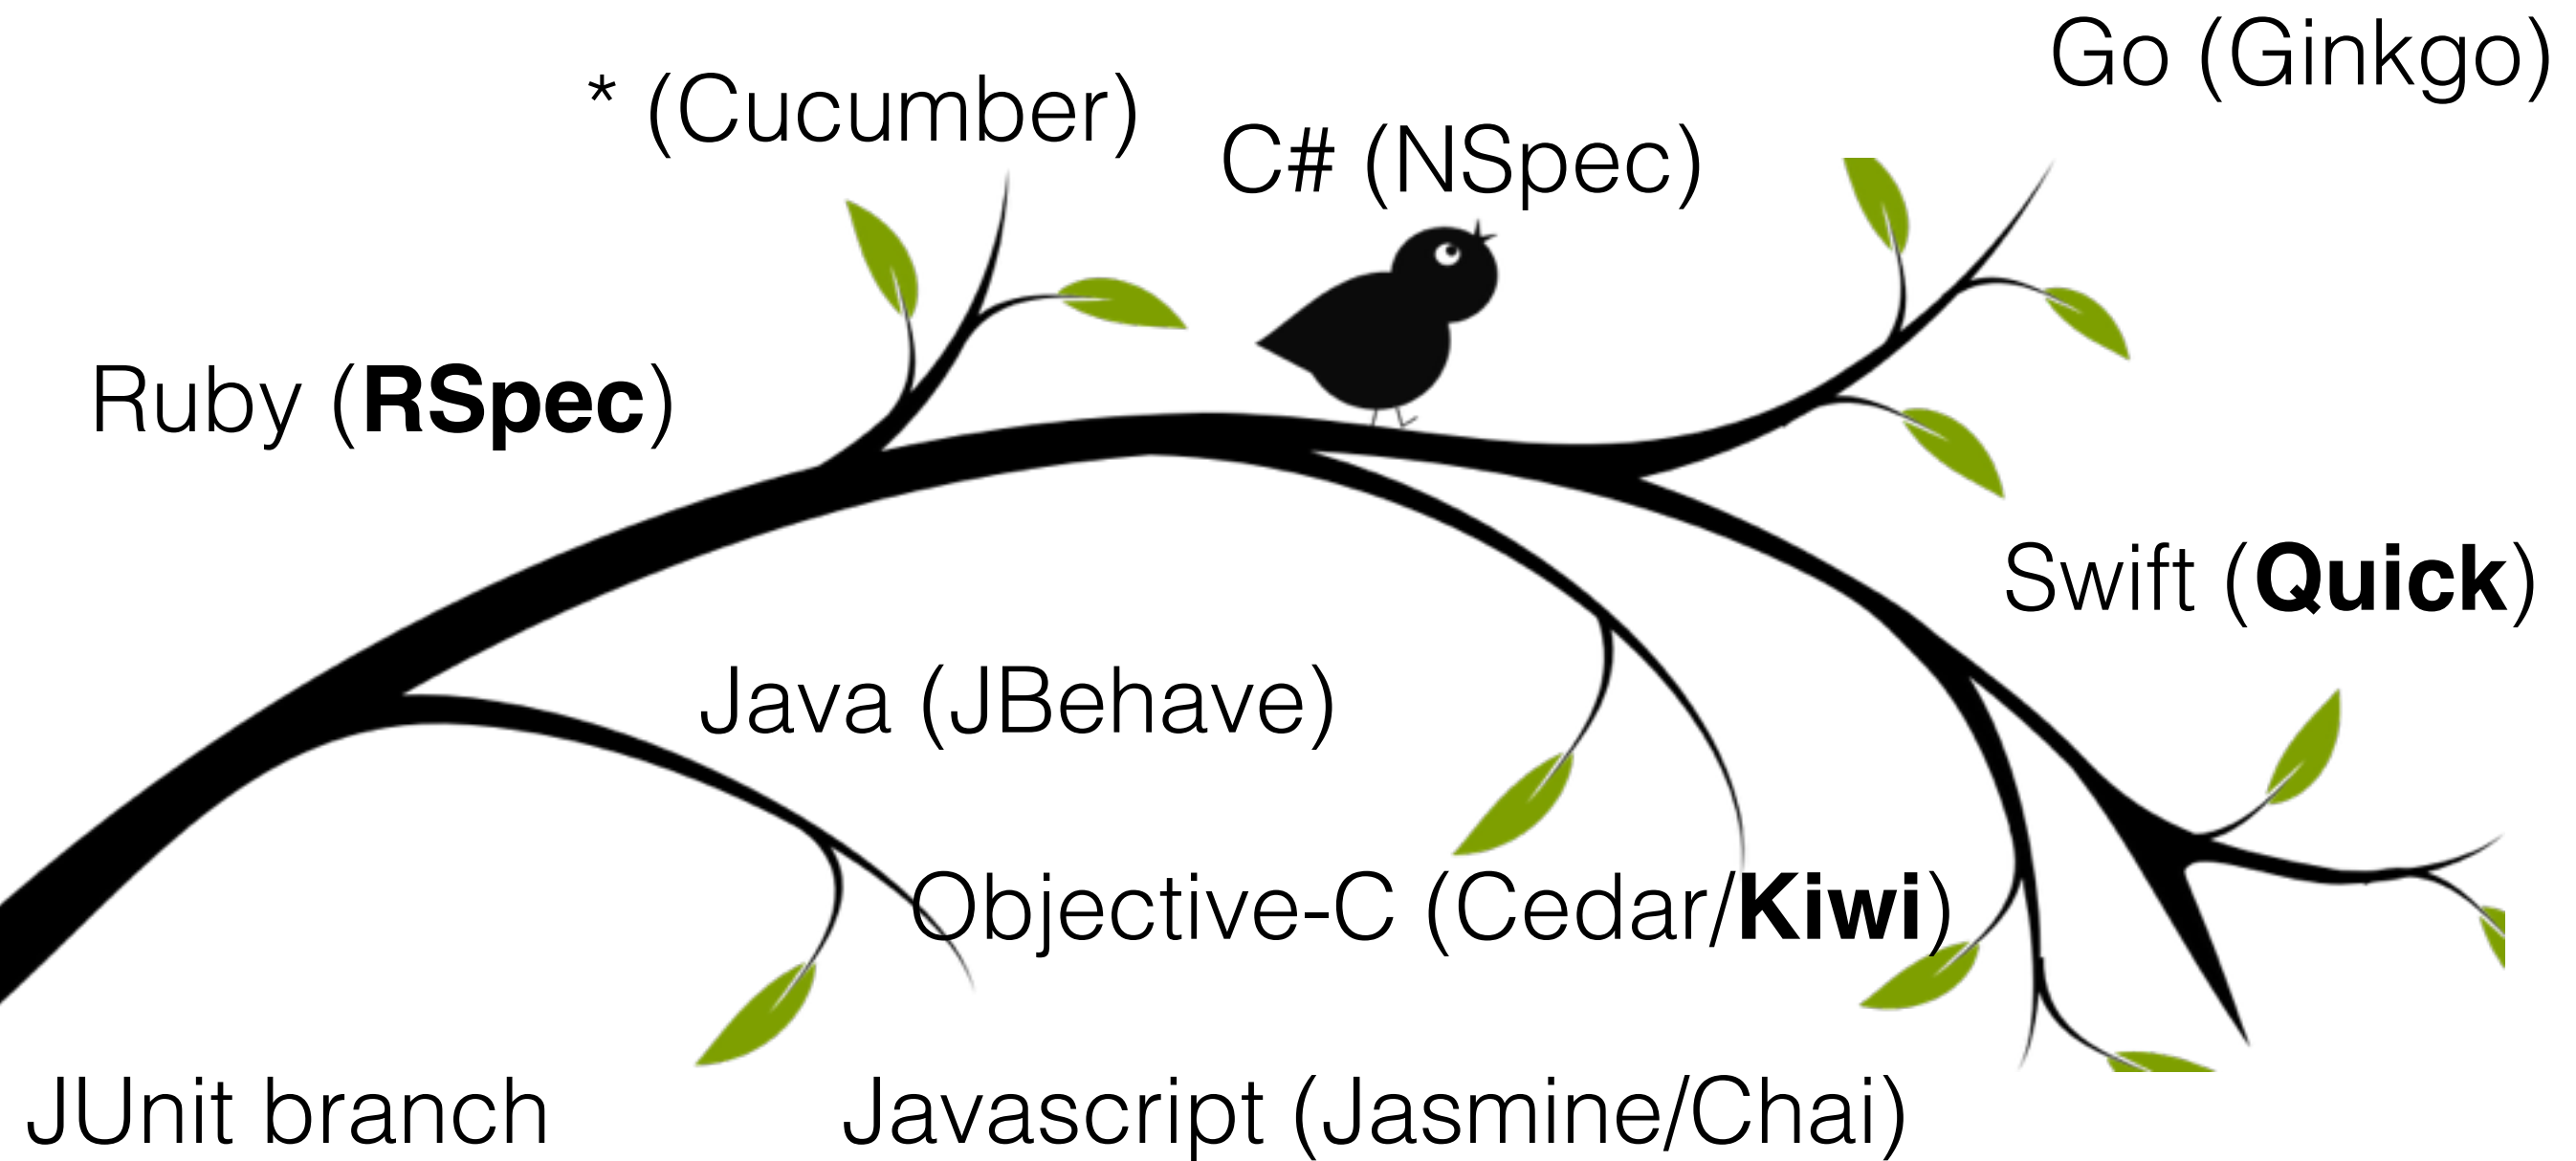 Go (Ginkgo)
* (Cucumber)
C# (NSpec)
Ruby (RSpec)
Swift (Quick)
Java (JBehave)
Objective-C (Cedar/Kiwi)
JUnit branch
Javascript (Jasmine/Chai)